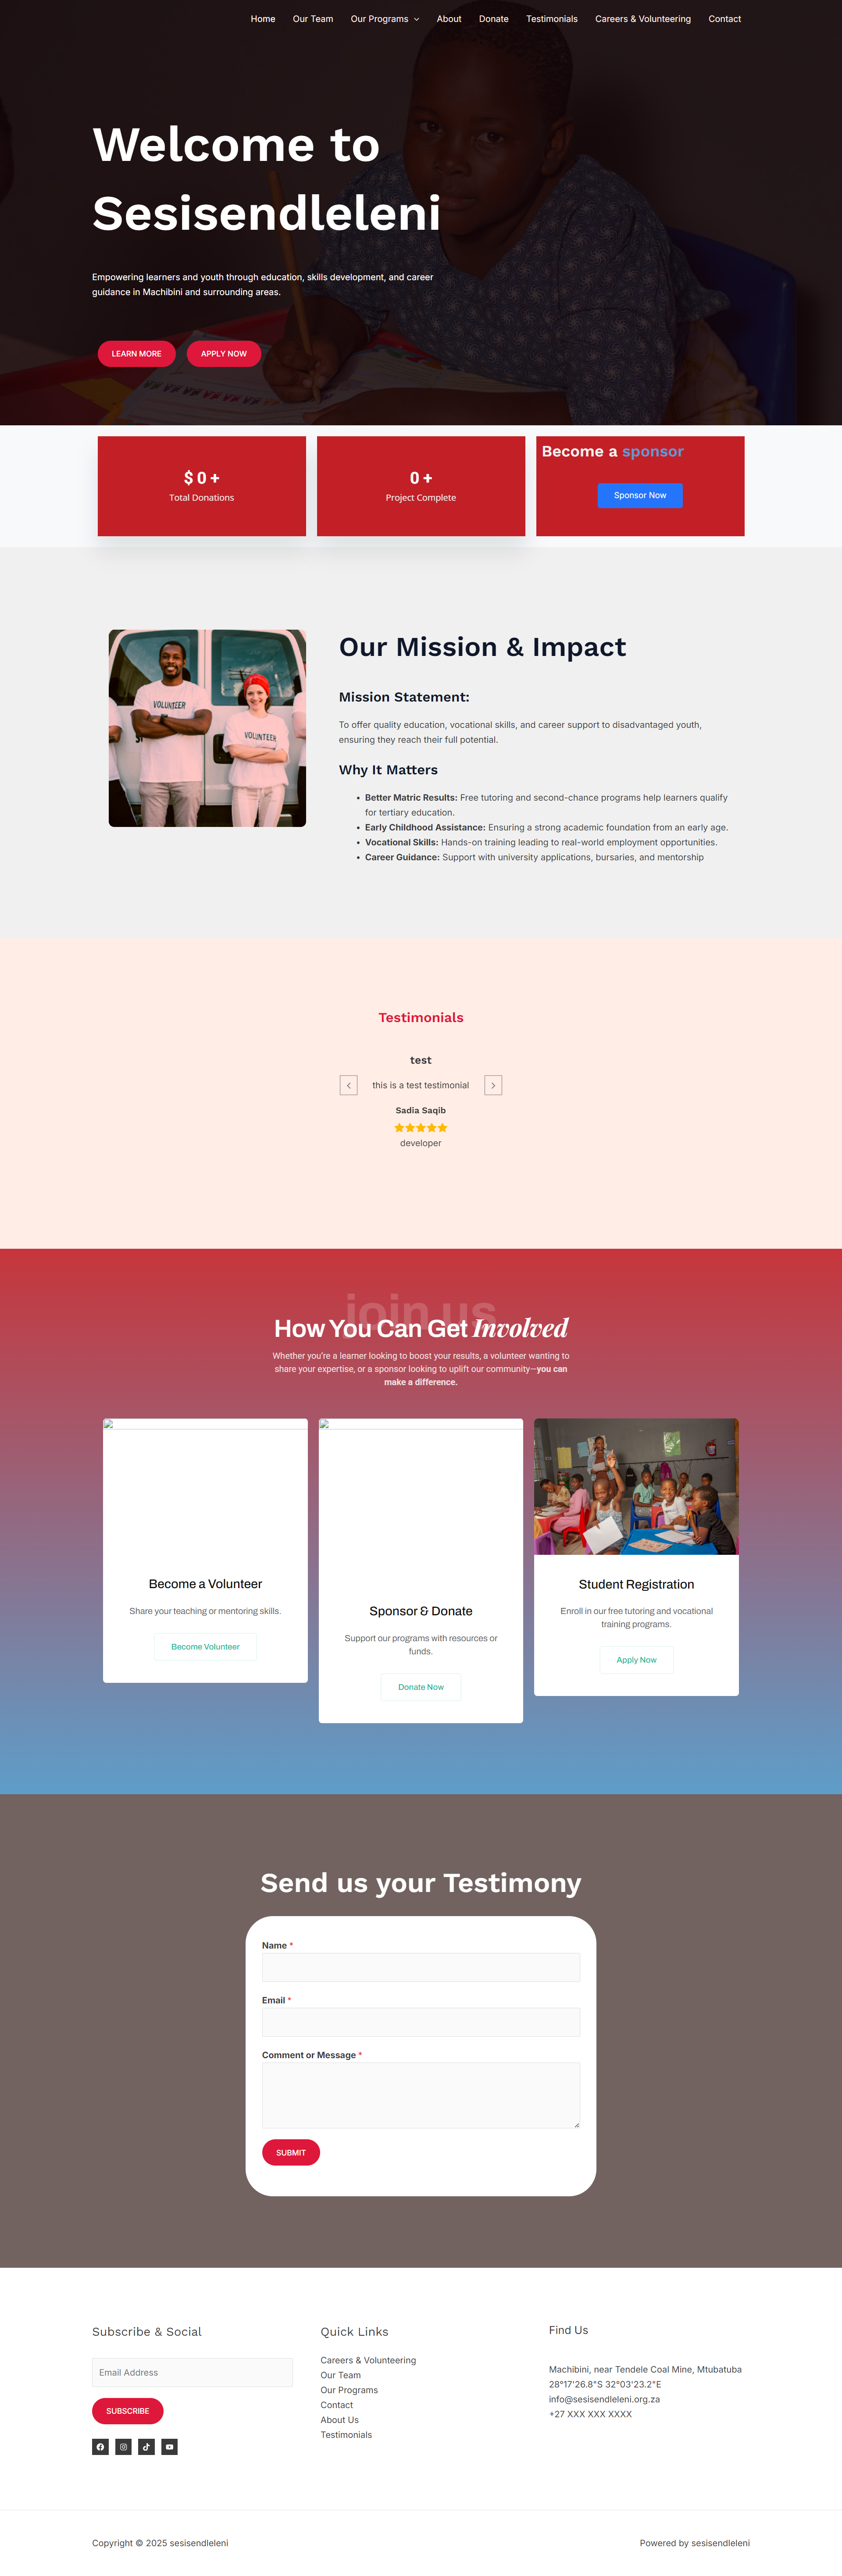 Home Our Team Our Programs About Donate Testimonials Careers & Volunteering Contact
Welcome to
Sesisendleleni
Empowering learners and youth through education, skills development, and career
guidance in Machibini and surrounding areas.
LEARN MORE APPLY NOW
$ 0 +
Total Donations
0 +
Project Complete
Become a sponsor
Sponsor Now
VOLUNTEER
VOLUNTEER
Our Mission & Impact
Mission Statement:
To offer quality education, vocational skills, and career support to disadvantaged youth,
ensuring they reach their full potential.
Why It Matters
• Better Matric Results: Free tutoring and second-chance programs help learners qualify
for tertiary education.
• Early Childhood Assistance: Ensuring a strong academic foundation from an early age.
• Vocational Skills: Hands-on training leading to real-world employment opportunities.
• Career Guidance: Support with university applications, bursaries, and mentorship
Testimonials
test
this is a test testimonial
Sadia Saqib
developer
join us
How You Can Get Involved
Whether you're a learner looking to boost your results, a volunteer wanting to
share your expertise, or a sponsor looking to uplift our community—you can
make a difference.
Become a Volunteer
Share your teaching or mentoring skills.
Become Volunteer
Sponsor & Donate
Support our programs with resources or
funds.
Donate Now
Student Registration
Enroll in our free tutoring and vocational
training programs.
Apply Now
Send us your Testimony
Name *
Email *
Comment or Message *
SUBMIT
Subscribe & Social
Email Address
SUBSCRIBE
Quick Links
Careers & Volunteering
Our Team
Our Programs
Contact
About Us
Testimonials
Find Us
Machibini, near Tendele Coal Mine, Mtubatuba
28°17'26.8"S 32°03'23.2"E
info@sesisendleleni.org.za
+27 XXX XXX XXXX
Copyright © 2025 sesisendleleni
Powered by sesisendleleni